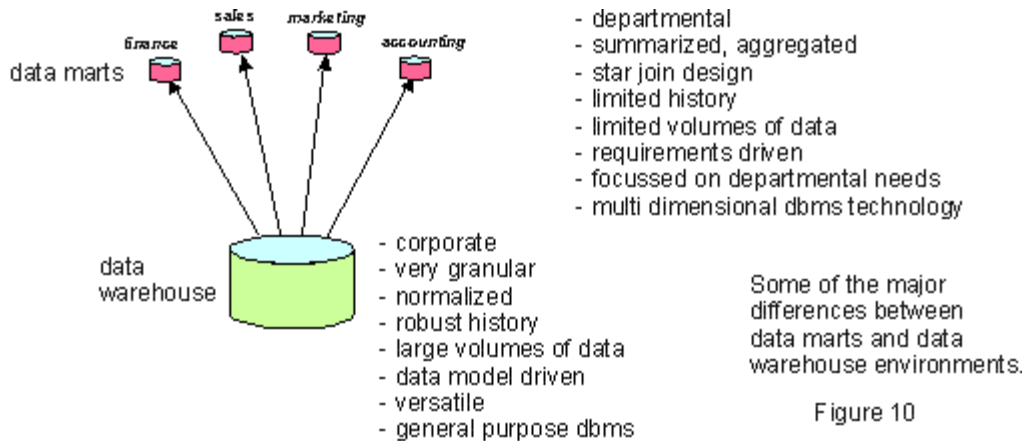 sales
marketing
finance
accounting
data marts
- departmental
- summarized, aggregated
- star join design
- limited history
- limited volumes of data
- requirements driven
- focussed on departmental needs
- multi dimensional dbms technology
data
warehouse
- corporate
- very granular
- normalized
- robust history
- large volumes of data
- data model driven
- versatile
- general purpose dbms
Some of the major
differences between
data marts and data
warehouse environments.
Figure 10